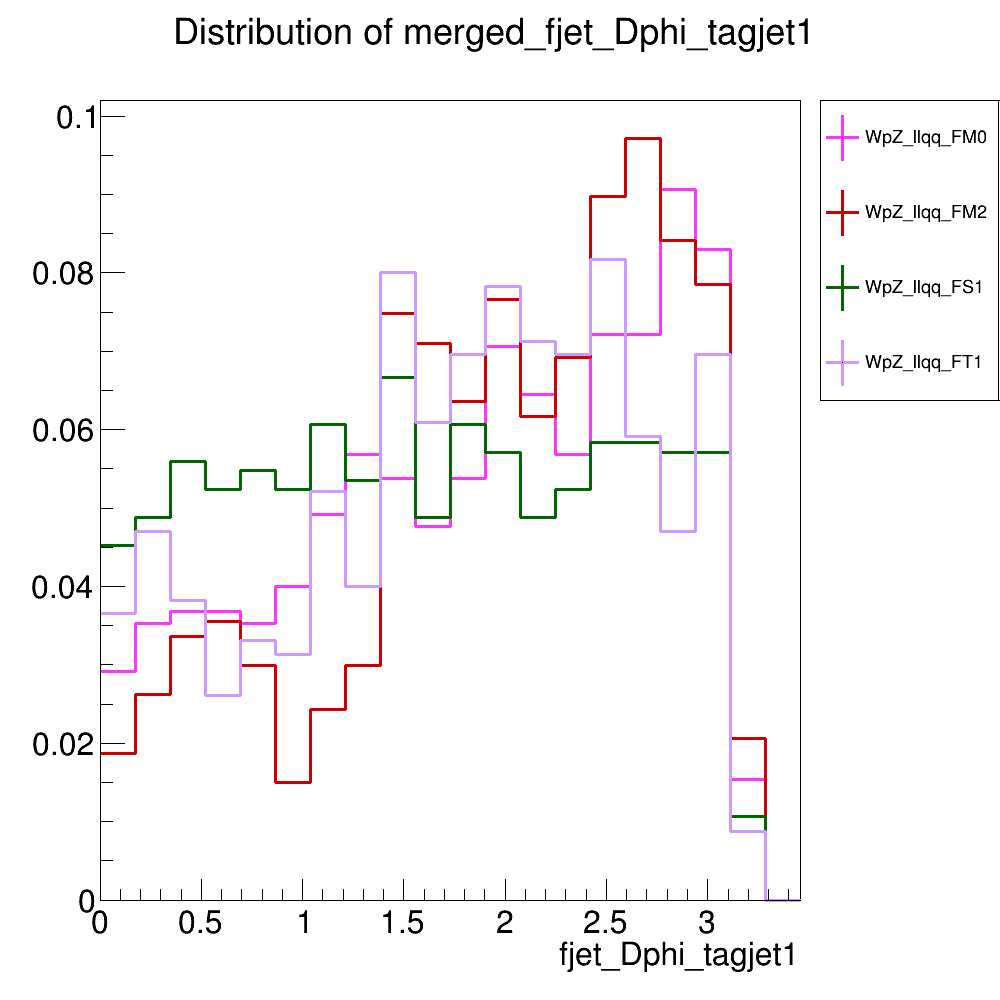 Distribution of merged_fjet_Dphi_tagjet1
0.1
0.08
0.06
0.04
0.02
0
0 0.5 1 1.5 2 2.5 3
fjet_Dphi_tagjet1
WpZ_llqq_FM0
WpZ_llqq_FM2
WpZ_llqq_FS1
WpZ_llqq_FT1